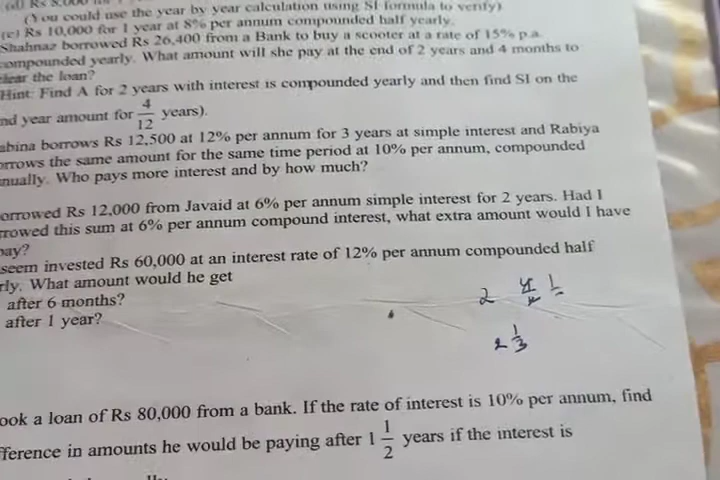 (You could use the year by year calculation using SI formula to verify)
(e) Rs 10,000 for 1 year at 8% per annum compounded half yearly.
Shahnaz borrowed Rs 26,400 from a Bank to buy a scooter at a rate of 15% p.a.
compounded yearly. What amount will she pay at the end of 2 years and 4 months to
clear the loan?
Hint: Find A for 2 years with interest is compounded yearly and then find SI on the
nd year amount for 4/12 years).
abina borrows Rs 12,500 at 12% per annum for 3 years at simple interest and Rabiya
orrows the same amount for the same time period at 10% per annum, compounded
nually. Who pays more interest and by how much?
orrowed Rs 12,000 from Javaid at 6% per annum simple interest for 2 years. Had I
rrowed this sum at 6% per annum compound interest, what extra amount would I have
pay?
seem invested Rs 60,000 at an interest rate of 12% per annum compounded half
rly. What amount would he get
after 6 months?
after 1 year?
2
2 1/3
ook a loan of Rs 80,000 from a bank. If the rate of interest is 10% per annum, find
fference in amounts he would be paying after 1 1/2 years if the interest is